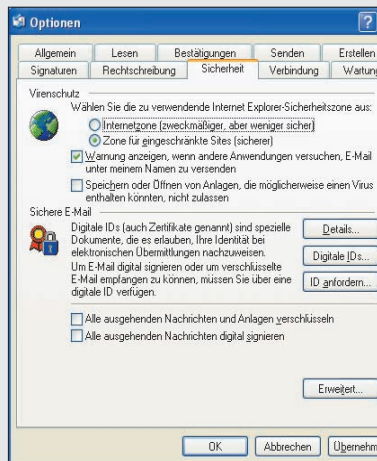 Optionen
?
Allgemein Lesen Bestätigungen Senden Erstellen
Signaturen Rechtschreibung Sicherheit Verbindung Wartung
Virenschutz
Wählen Sie die zu verwendende Internet Explorer-Sicherheitszone aus:
Internetzone (zweckmäßiger, aber weniger sicher)
Zone für eingeschränkte Sites (sicherer)
Warnung anzeigen, wenn andere Anwendungen versuchen, E-Mail
unter meinem Namen zu versenden
Speichern oder Öffnen von Anlagen, die möglicherweise einen Virus
enthalten könnten, nicht zulassen
Sichere E-Mail
Digitale IDs (auch Zertifikate genannt) sind spezielle
Dokumente, die es erlauben, Ihre Identität bei
elektronischen Übermittlungen nachzuweisen.
Um E-Mail digital signieren oder um verschlüsselte
E-Mail empfangen zu können, müssen Sie über eine
digitale ID verfügen.
Details...
Digitale IDs...
ID anfordern...
Alle ausgehenden Nachrichten und Anlagen verschlüsseln
Alle ausgehenden Nachrichten digital signieren
Erweitert...
OK Abbrechen Übernehm